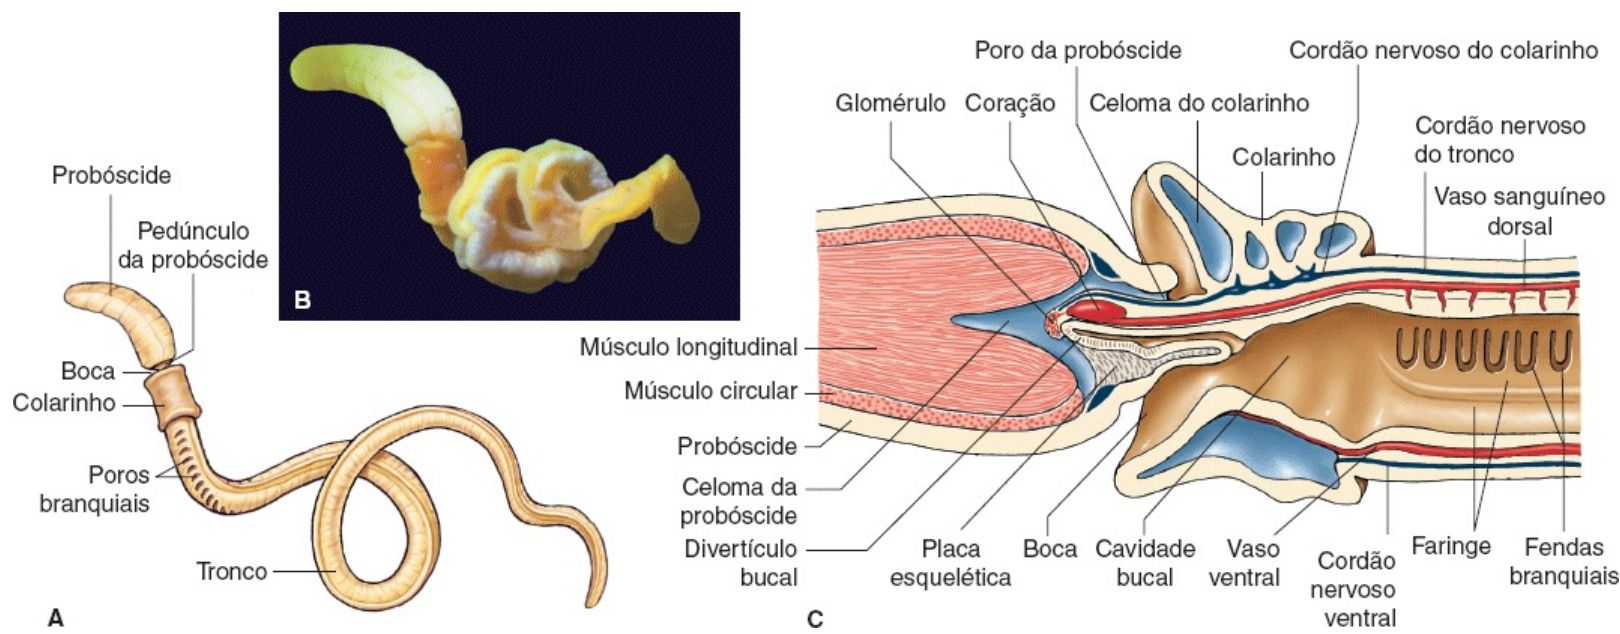 Probóscide
Pedúnculo
da probóscide
Boca
Colarinho
Poros
branquiais
Tronco
A
B
Poro da probóscide
Cordão nervoso do colarinho
Glomérulo
Coração
Celoma do colarinho
Cordão nervoso
do tronco
Colarinho
Vaso sanguíneo
dorsal
Músculo longitudinal
Músculo circular
Probóscide
Celoma da
probóscide
Divertículo
bucal
Placa
esquelética
Boca
Cavidade
bucal
Vaso
ventral
Cordão
nervoso
ventral
Faringe
Fendas
branquiais
C